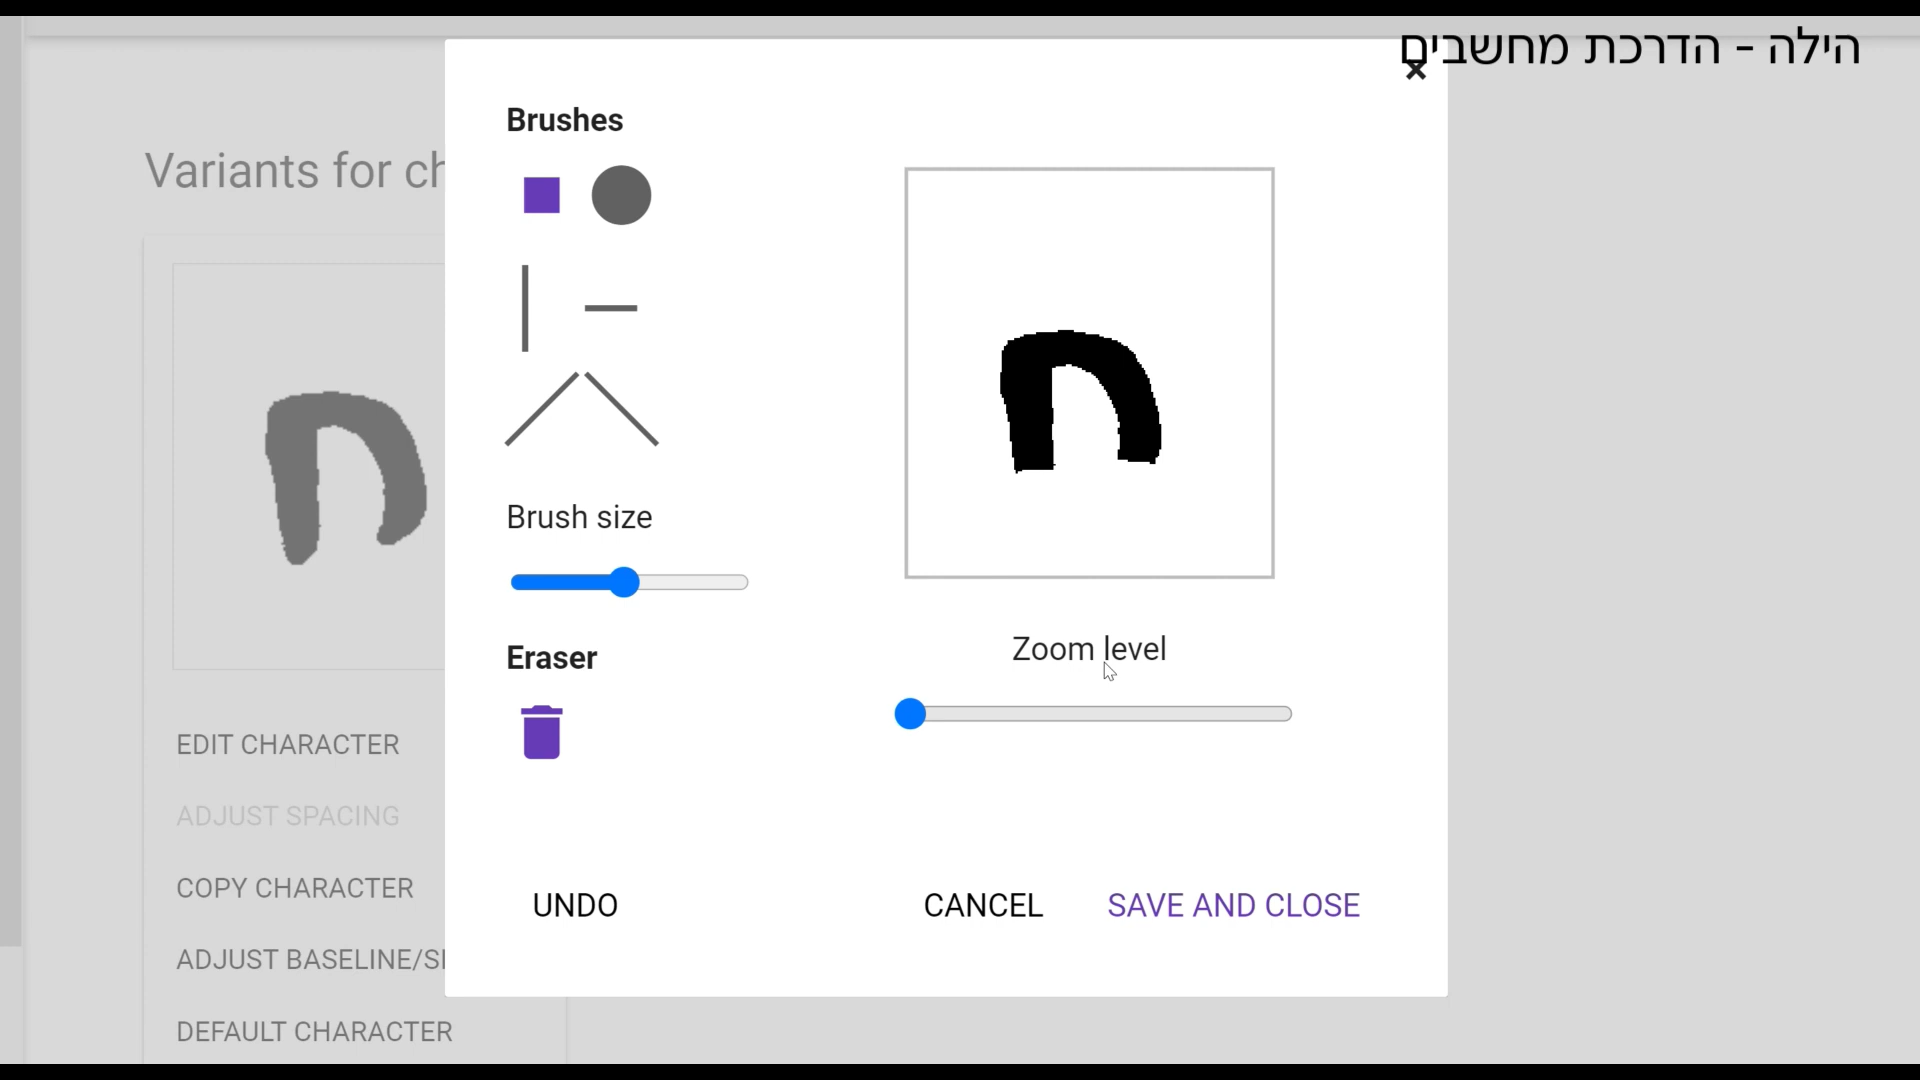 הילה - הדרכת מחשבים
Variants for ch
Brushes
ח
ח
Brush size
Eraser
Zoom level
EDIT CHARACTER
ADJUST SPACING
COPY CHARACTER
ADJUST BASELINE/SI
DEFAULT CHARACTER
UNDO
CANCEL
SAVE AND CLOSE